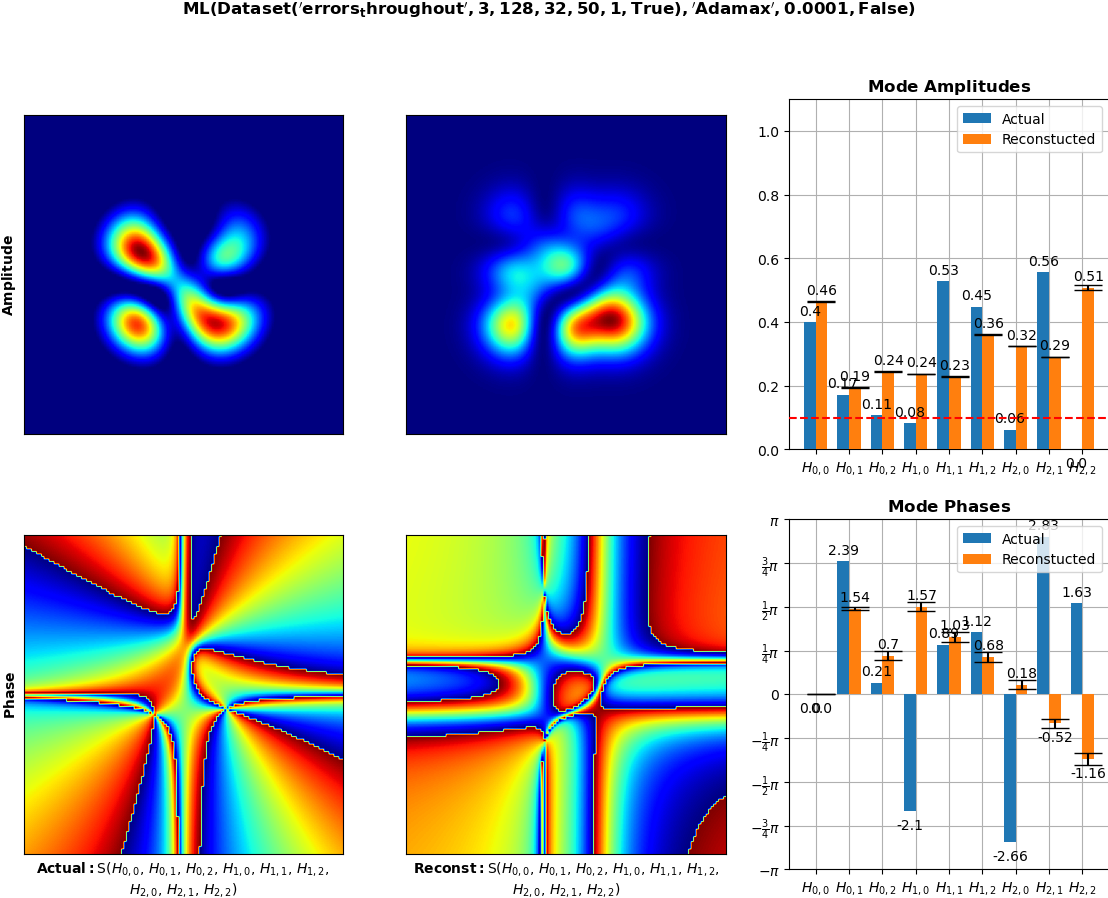 ML(Dataset('errors_throughout', 3, 128, 32, 50, 1, True), 'Adamax', 0.0001, False)
Mode Amplitudes
Actual
Reconstucted
1.0
0.8
0.6
0.4
0.2
0.0
0.4 0.46
0.17 0.19
0.11 0.24
0.08 0.24
0.53 0.23
0.45 0.36
0.06 0.32
0.56 0.29
0.0 0.51
H0,0 H0,1 H0,2 H1,0 H1,1 H1,2 H2,0 H2,1 H2,2
Amplitude
Mode Phases
Actual
Reconstucted
π
3/4π
1/2π
1/4π
0
−1/4π
−1/2π
−3/4π
−π
0.0 0.0
2.39 1.54
0.21 0.7
-2.1 1.57
0.89 1.03
1.12 0.68
-2.66 0.18
2.83 -0.52
1.63 -1.16
H0,0 H0,1 H0,2 H1,0 H1,1 H1,2 H2,0 H2,1 H2,2
Phase
Actual: S(H0,0, H0,1, H0,2, H1,0, H1,1, H1,2,
H2,0, H2,1, H2,2)
Reconst: S(H0,0, H0,1, H0,2, H1,0, H1,1, H1,2,
H2,0, H2,1, H2,2)